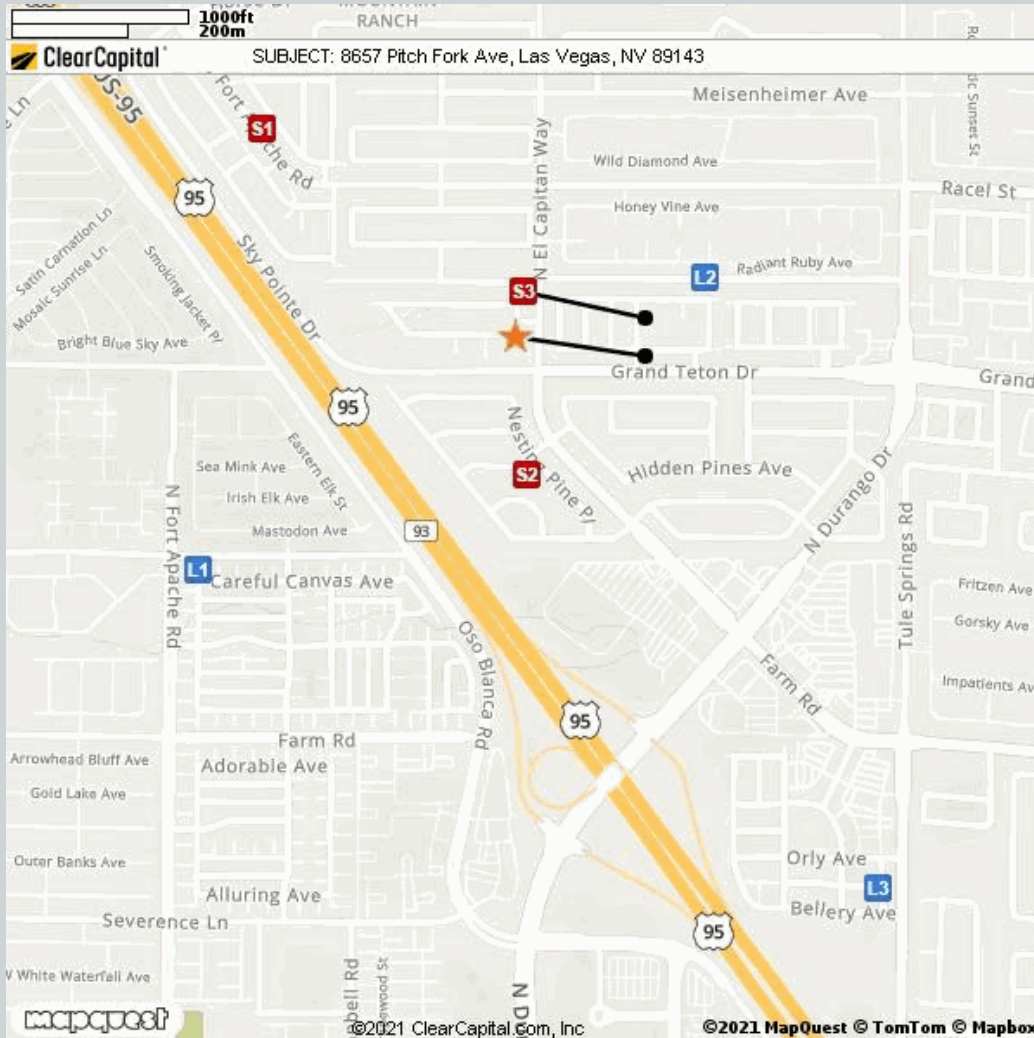 MOUNTAIN
RANCH
1000ft
200m
ClearCapital
SUBJECT: 8657 Pitch Fork Ave, Las Vegas, NV 89143
US-95
Fort Apache Rd
S1
Meisenheimer Ave
N El Capitan Way
Wild Diamond Ave
Racel St
95
Honey Vine Ave
Satin Carnation Ln
Mosaic Sunrise Ln
Smoking Jacket Pl
Sky Pointe Dr
Radiant Ruby Ave
L2
S3
Bright Blue Sky Ave
Grand Teton Dr
Grand
95
Nesting Pine Pl
Hidden Pines Ave
S2
Sea Mink Ave
Eastern Elk St
Irish Elk Ave
Mastodon Ave
93
N Fort Apache Rd
N Durango Dr
Tule Springs Rd
L1
Careful Canvas Ave
Fritzen Ave
Gorsky Ave
Oso Blanca Rd
Farm Rd
Impatients Av
95
Farm Rd
Arrowhead Bluff Ave
Adorable Ave
Gold Lake Ave
Outer Banks Ave
Orly Ave
L3
Alluring Ave
Bellery Ave
Severence Ln
95
W White Waterfall Ave
N D
mapquest
©2021 ClearCapital.com, Inc
©2021 MapQuest © TomTom © Mapbox